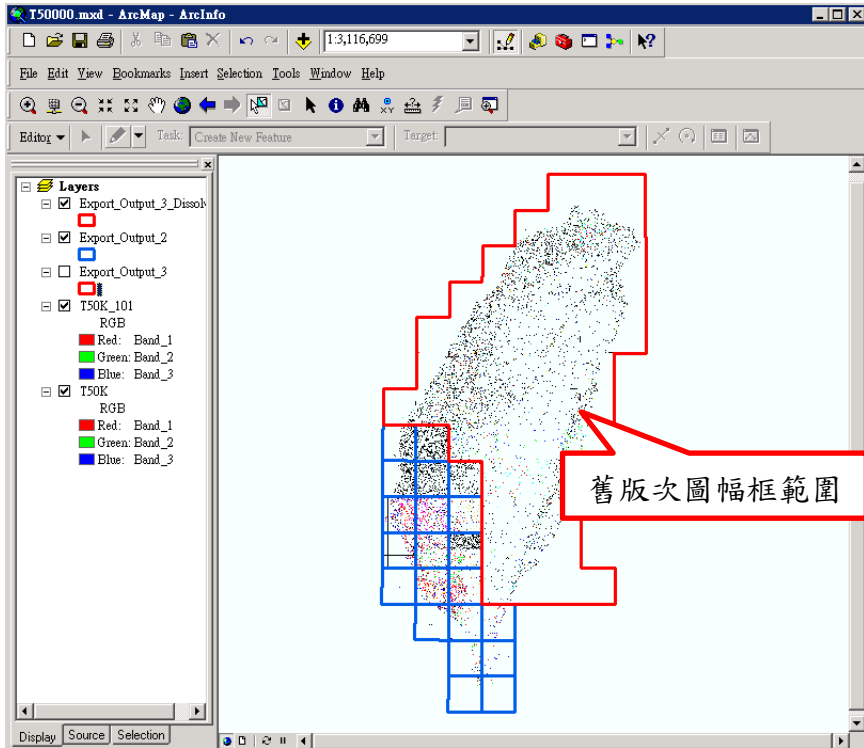 T50000.mxd - ArcMap - ArcInfo
1:3,116,699
File Edit View Bookmarks Insert Selection Tools Window Help
Editor Task: Create New Feature Target:
Layers
Export_Output_3_Dissol
Export_Output_2
Export_Output_3
T50K_101
RGB
Red: Band_1
Green: Band_2
Blue: Band_3
T50K
RGB
Red: Band_1
Green: Band_2
Blue: Band_3
舊版次圖幅框範圍
Display Source Selection